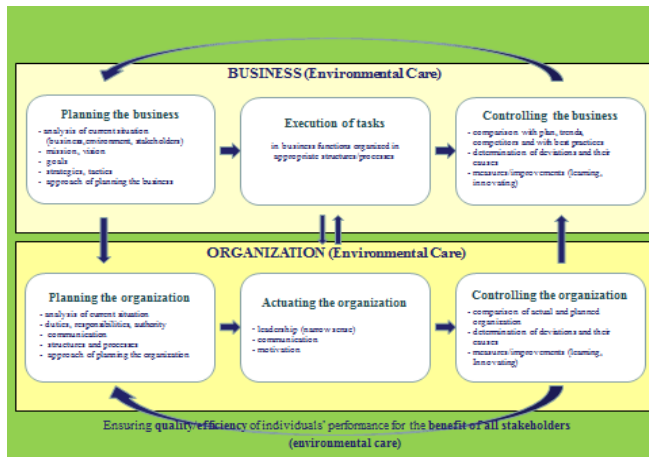 BUSINESS (Environmental Care)
Planning the business
- analysis of current situation
(business,environment, stakeholders)
- mission, vision
- goals
- strategies, tactics
- approach of planning the business
Execution of tasks
in business functions organized in
appropriate structures/processes
Controlling the business
- comparison with plan, trends,
competitors and with best practices
- determination of deviations and their
causes
- measures/improvements (learning,
innovating)
ORGANIZATION (Environmental Care)
Planning the organization
- analysis of current situation
- duties, responsibilities, authority
- communication
- structures and processes
- approach of planning the organization
Actuating the organization
- leadership (narrow sense)
- communication
- motivation
Controlling the organization
- comparison of actual and planned
organization
- determination of deviations and their
causes
- measures/improvements (learning,
Innovating)
Ensuring quality/efficiency of individuals' performance for the benefit of all stakeholders
(environmental care)